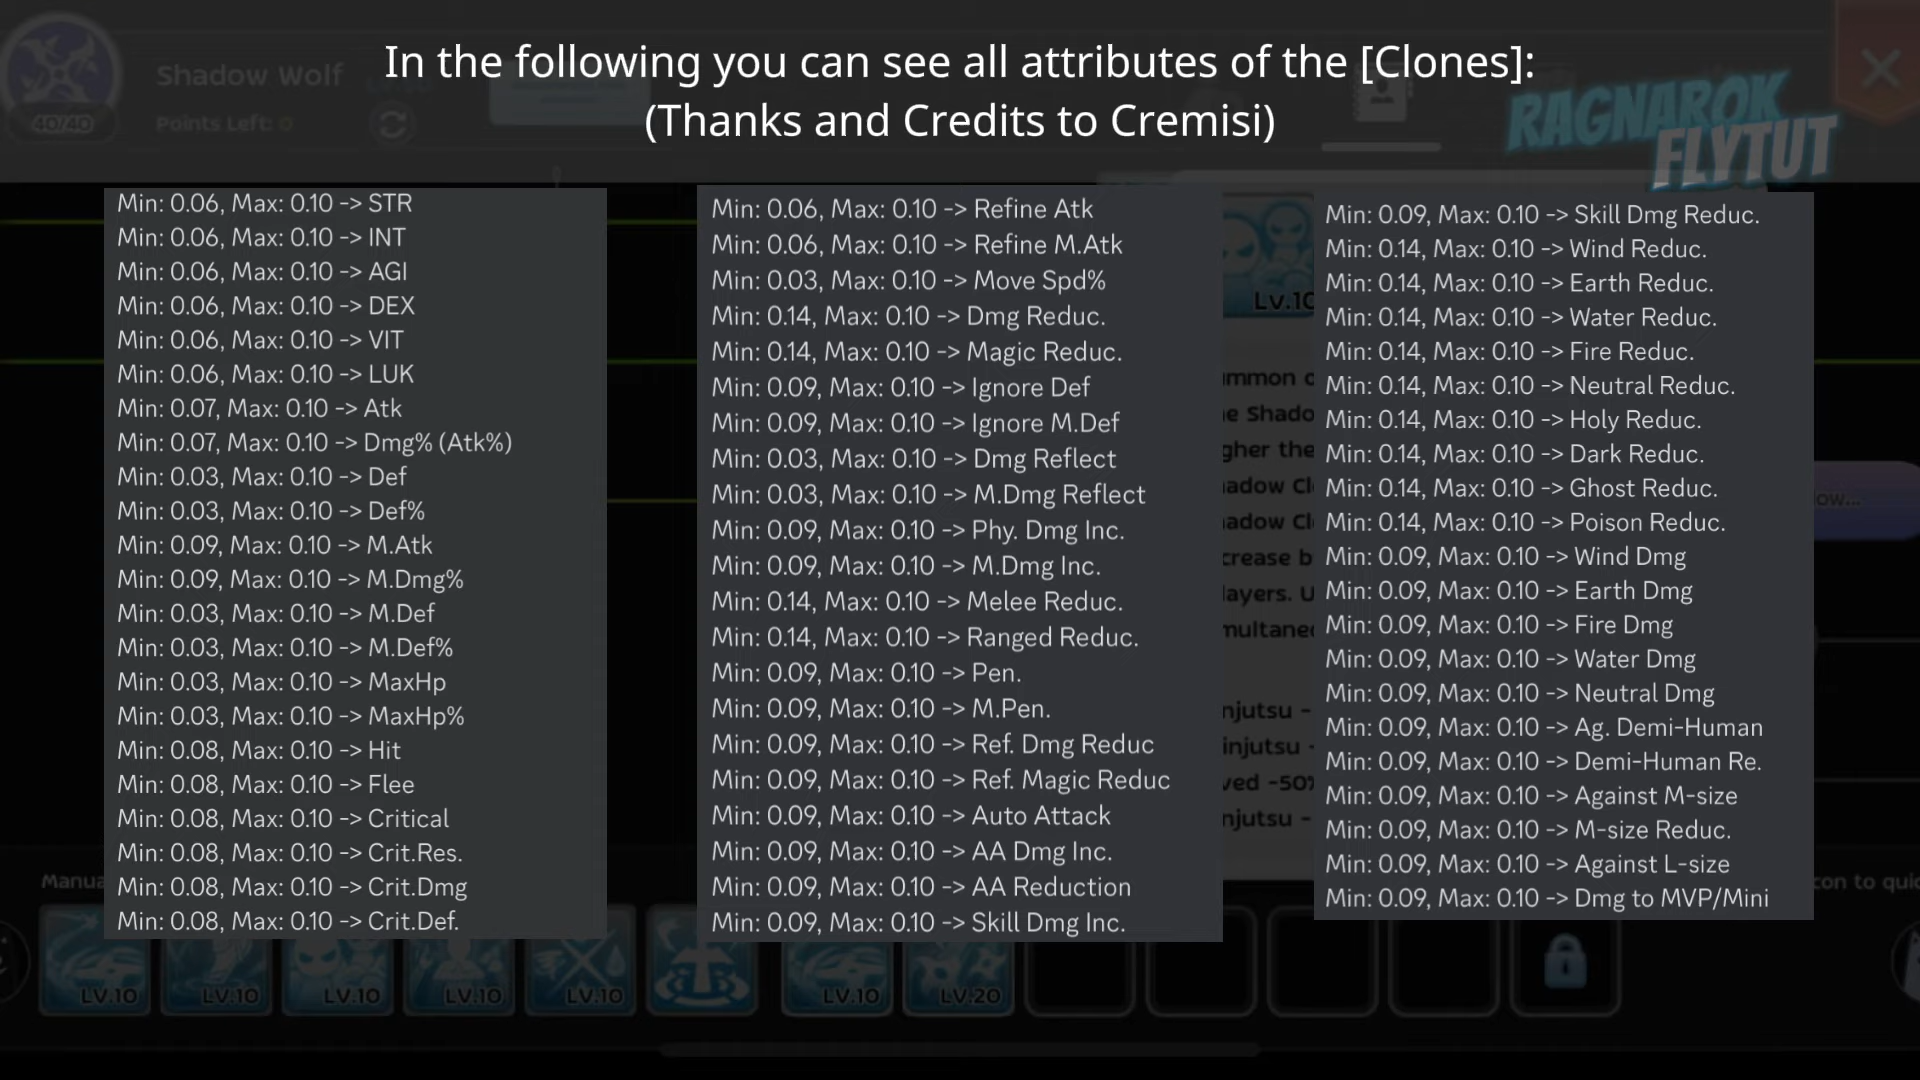 In the following you can see all attributes of the [Clones]:
(Thanks and Credits to Cremisi)
Shadow Wolf
40/40
Points Left: 0
RAGNAROK
FLYTUT
Min: 0.06, Max: 0.10 -> STR
Min: 0.06, Max: 0.10 -> INT
Min: 0.06, Max: 0.10 -> AGI
Min: 0.06, Max: 0.10 -> DEX
Min: 0.06, Max: 0.10 -> VIT
Min: 0.06, Max: 0.10 -> LUK
Min: 0.07, Max: 0.10 -> Atk
Min: 0.07, Max: 0.10 -> Dmg% (Atk%)
Min: 0.03, Max: 0.10 -> Def
Min: 0.03, Max: 0.10 -> Def%
Min: 0.09, Max: 0.10 -> M.Atk
Min: 0.09, Max: 0.10 -> M.Dmg%
Min: 0.03, Max: 0.10 -> M.Def
Min: 0.03, Max: 0.10 -> M.Def%
Min: 0.03, Max: 0.10 -> MaxHp
Min: 0.03, Max: 0.10 -> MaxHp%
Min: 0.08, Max: 0.10 -> Hit
Min: 0.08, Max: 0.10 -> Flee
Min: 0.08, Max: 0.10 -> Critical
Min: 0.08, Max: 0.10 -> Crit.Res.
Min: 0.08, Max: 0.10 -> Crit.Dmg
Min: 0.08, Max: 0.10 -> Crit.Def.
Min: 0.06, Max: 0.10 -> Refine Atk
Min: 0.06, Max: 0.10 -> Refine M.Atk
Min: 0.03, Max: 0.10 -> Move Spd%
Min: 0.14, Max: 0.10 -> Dmg Reduc.
Min: 0.14, Max: 0.10 -> Magic Reduc.
Min: 0.09, Max: 0.10 -> Ignore Def
Min: 0.09, Max: 0.10 -> Ignore M.Def
Min: 0.03, Max: 0.10 -> Dmg Reflect
Min: 0.03, Max: 0.10 -> M.Dmg Reflect
Min: 0.09, Max: 0.10 -> Phy. Dmg Inc.
Min: 0.09, Max: 0.10 -> M.Dmg Inc.
Min: 0.14, Max: 0.10 -> Melee Reduc.
Min: 0.14, Max: 0.10 -> Ranged Reduc.
Min: 0.09, Max: 0.10 -> Pen.
Min: 0.09, Max: 0.10 -> M.Pen.
Min: 0.09, Max: 0.10 -> Ref. Dmg Reduc
Min: 0.09, Max: 0.10 -> Ref. Magic Reduc
Min: 0.09, Max: 0.10 -> Auto Attack
Min: 0.09, Max: 0.10 -> AA Dmg Inc.
Min: 0.09, Max: 0.10 -> AA Reduction
Min: 0.09, Max: 0.10 -> Skill Dmg Inc.
Min: 0.09, Max: 0.10 -> Skill Dmg Reduc.
Min: 0.14, Max: 0.10 -> Wind Reduc.
Min: 0.14, Max: 0.10 -> Earth Reduc.
Min: 0.14, Max: 0.10 -> Water Reduc.
Min: 0.14, Max: 0.10 -> Fire Reduc.
Min: 0.14, Max: 0.10 -> Neutral Reduc.
Min: 0.14, Max: 0.10 -> Holy Reduc.
Min: 0.14, Max: 0.10 -> Dark Reduc.
Min: 0.14, Max: 0.10 -> Ghost Reduc.
Min: 0.14, Max: 0.10 -> Poison Reduc.
Min: 0.09, Max: 0.10 -> Wind Dmg
Min: 0.09, Max: 0.10 -> Earth Dmg
Min: 0.09, Max: 0.10 -> Fire Dmg
Min: 0.09, Max: 0.10 -> Water Dmg
Min: 0.09, Max: 0.10 -> Neutral Dmg
Min: 0.09, Max: 0.10 -> Ag. Demi-Human
Min: 0.09, Max: 0.10 -> Demi-Human Re.
Min: 0.09, Max: 0.10 -> Against M-size
Min: 0.09, Max: 0.10 -> M-size Reduc.
Min: 0.09, Max: 0.10 -> Against L-size
Min: 0.09, Max: 0.10 -> Dmg to MVP/Mini
LV.10
LV.10
LV.10
LV.10
LV.10
LV.10
LV.10
LV.20